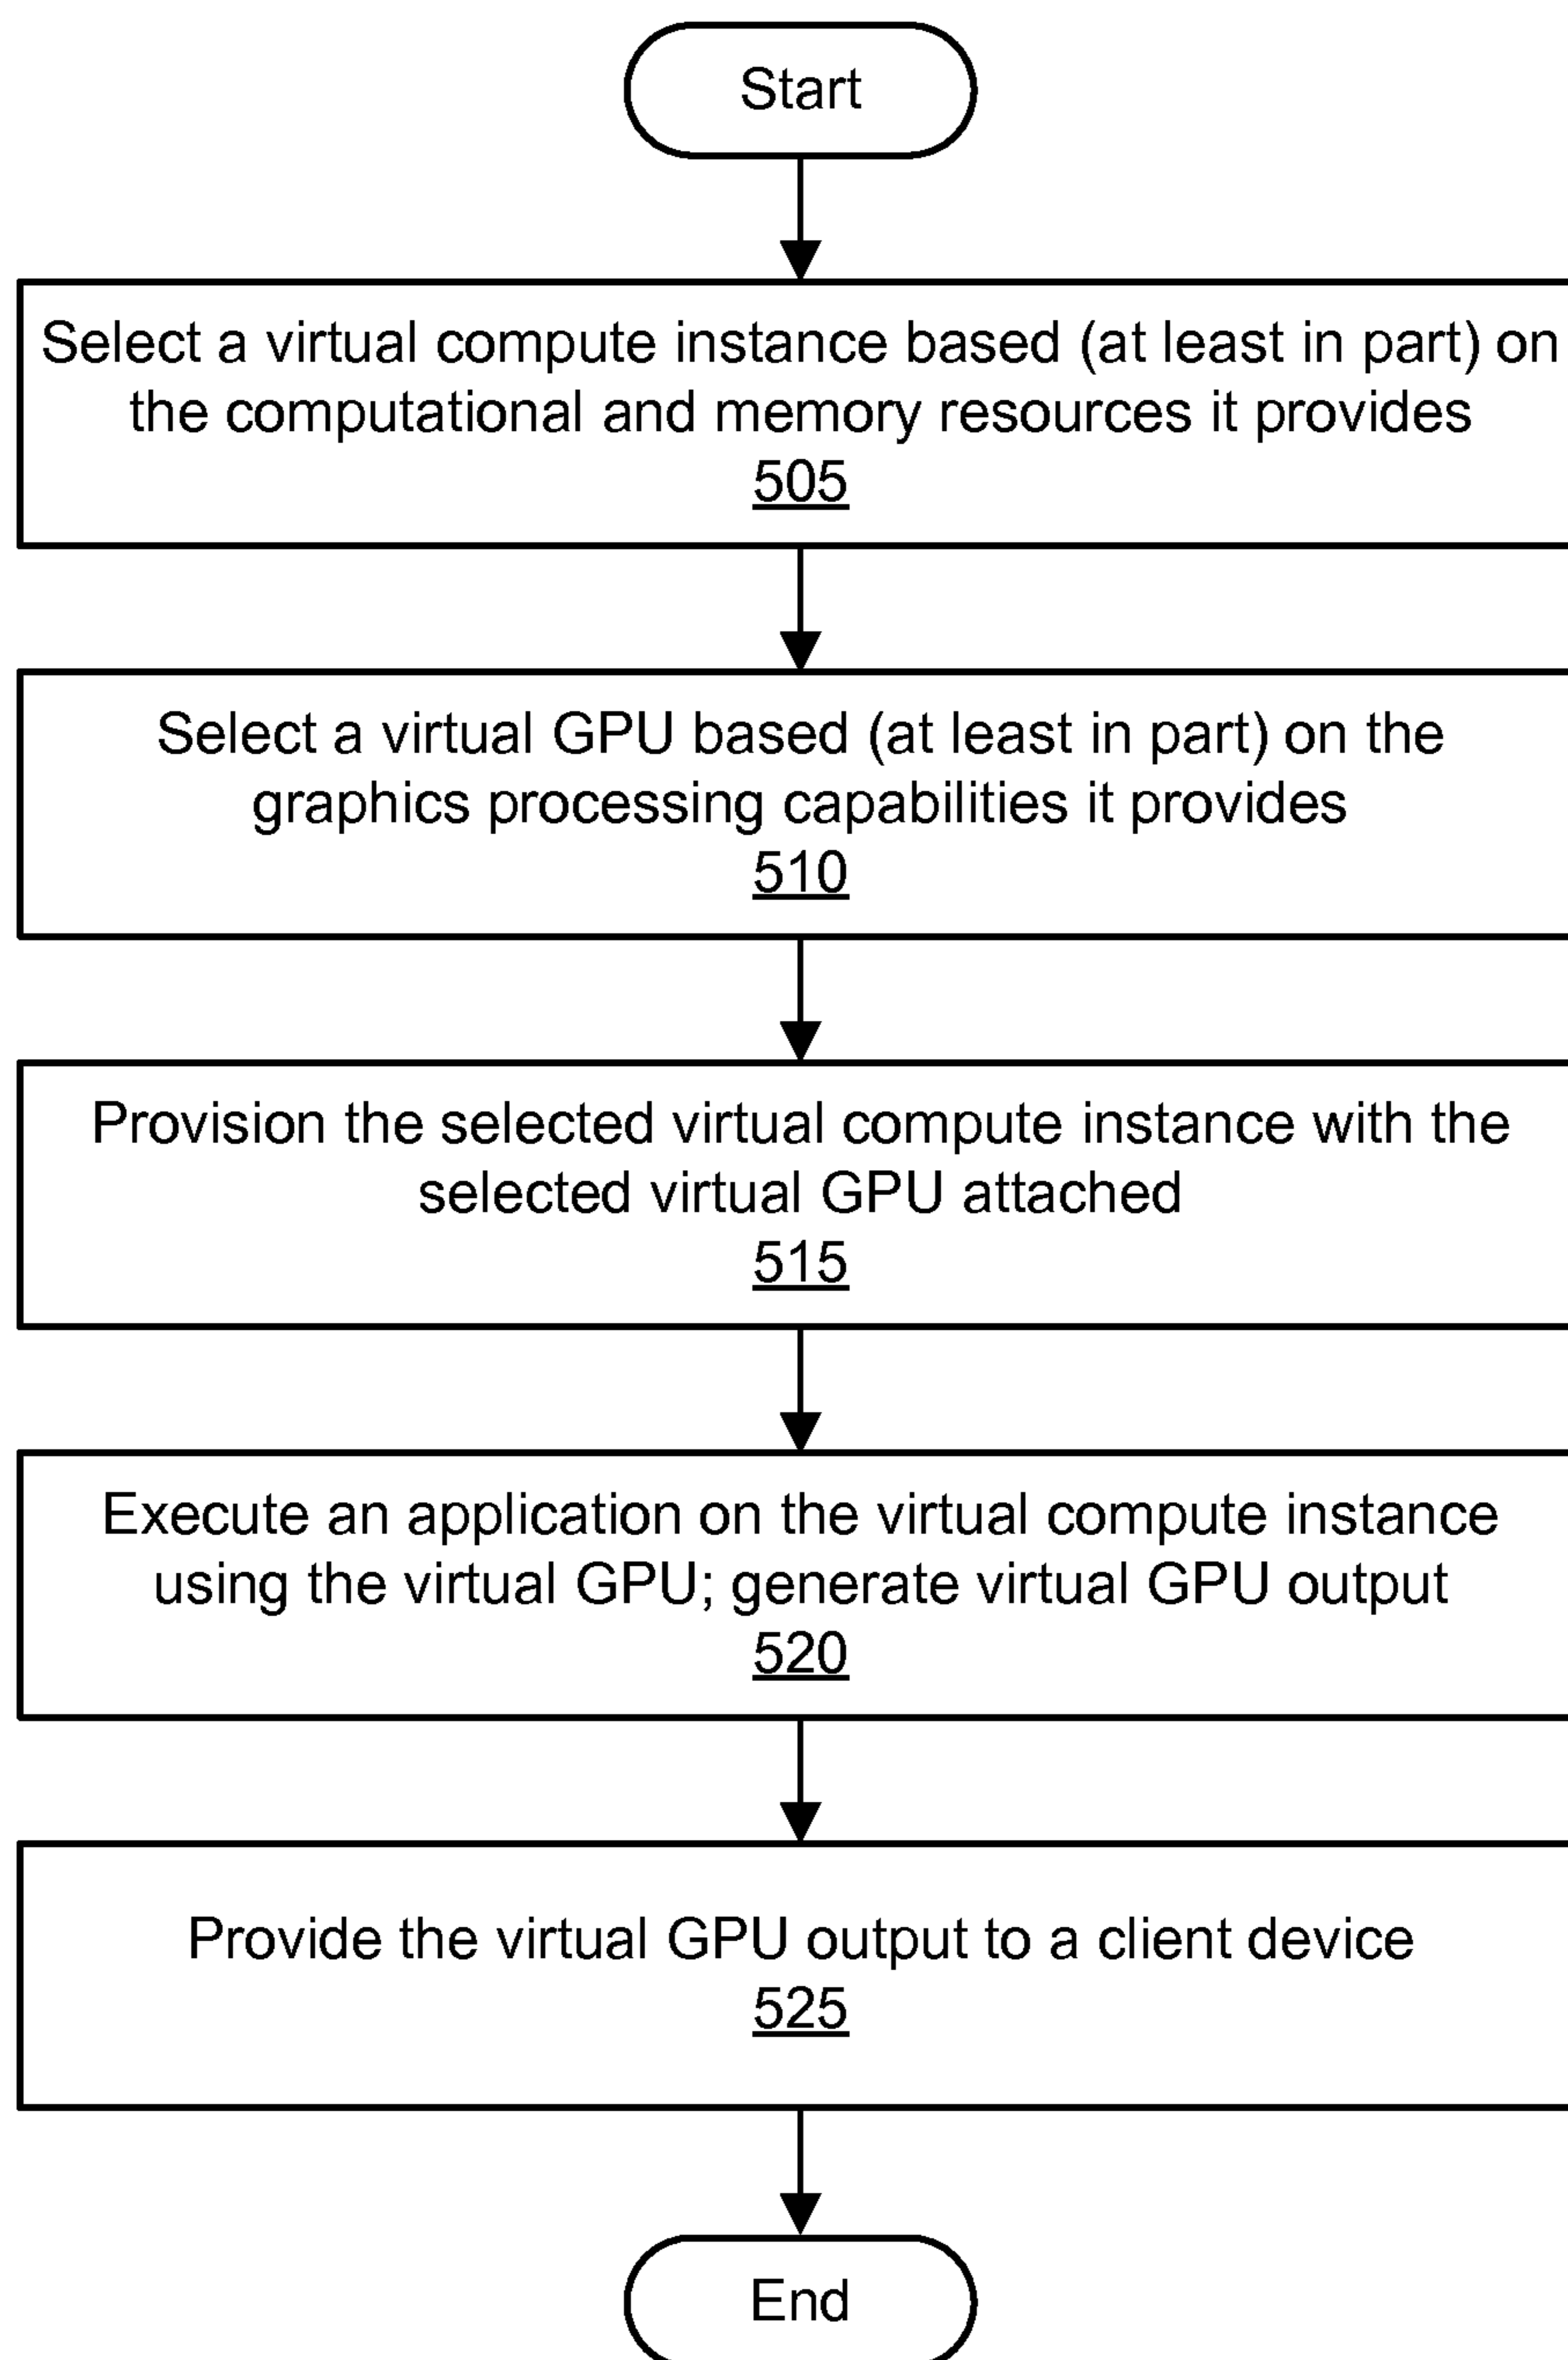 Start
Select a virtual compute instance based (at least in part) on
the computational and memory resources it provides
505
Select a virtual GPU based (at least in part) on the
graphics processing capabilities it provides
510
Provision the selected virtual compute instance with the
selected virtual GPU attached
515
Execute an application on the virtual compute instance
using the virtual GPU; generate virtual GPU output
520
Provide the virtual GPU output to a client device
525
End